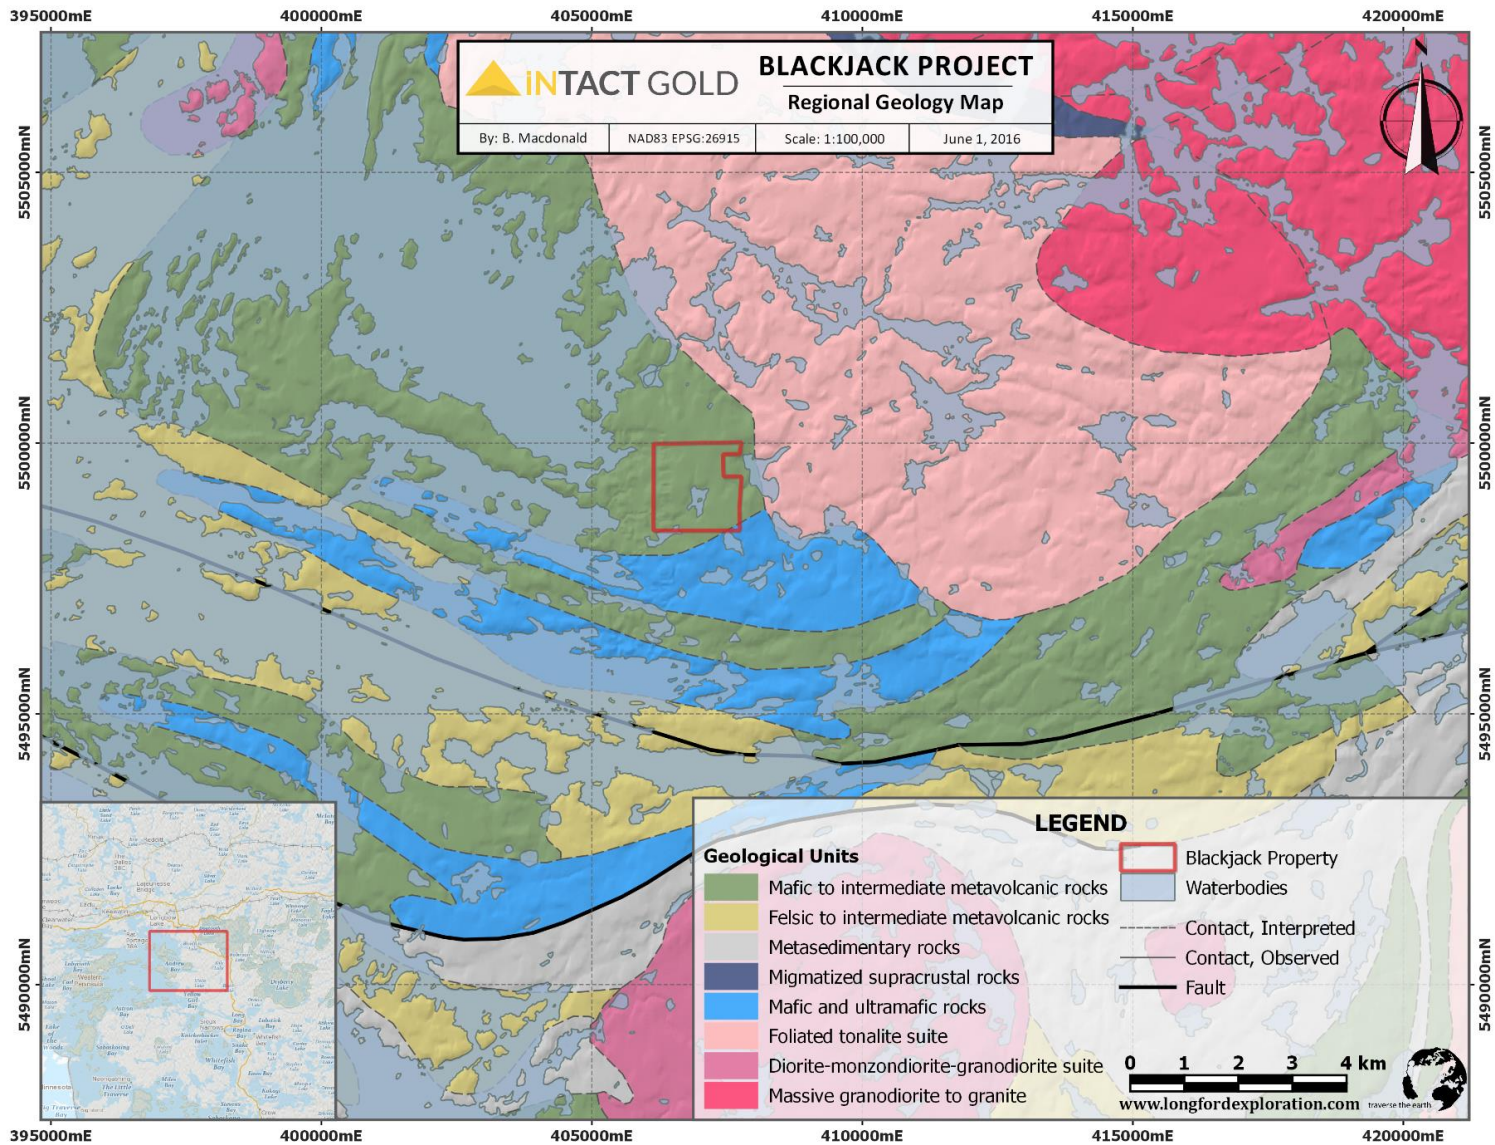 395000mE 400000mE 405000mE 410000mE 415000mE 420000mE
iNTACT GOLD
BLACKJACK PROJECT
Regional Geology Map
By: B. Macdonald NAD83 EPSG:26915 Scale: 1:100,000 June 1, 2016
N
5505000mN 5505000mN
5500000mN 5500000mN
5495000mN 5495000mN
5490000mN 5490000mN
LEGEND
Geological Units
Mafic to intermediate metavolcanic rocks
Felsic to intermediate metavolcanic rocks
Metasedimentary rocks
Migmatized supracrustal rocks
Mafic and ultramafic rocks
Foliated tonalite suite
Diorite-monzondiorite-granodiorite suite
Massive granodiorite to granite
Blackjack Property
Waterbodies
Contact, Interpreted
Contact, Observed
Fault
0 1 2 3 4 km
www.longfordexploration.com
traverse the earth
395000mE 400000mE 405000mE 410000mE 415000mE 420000mE